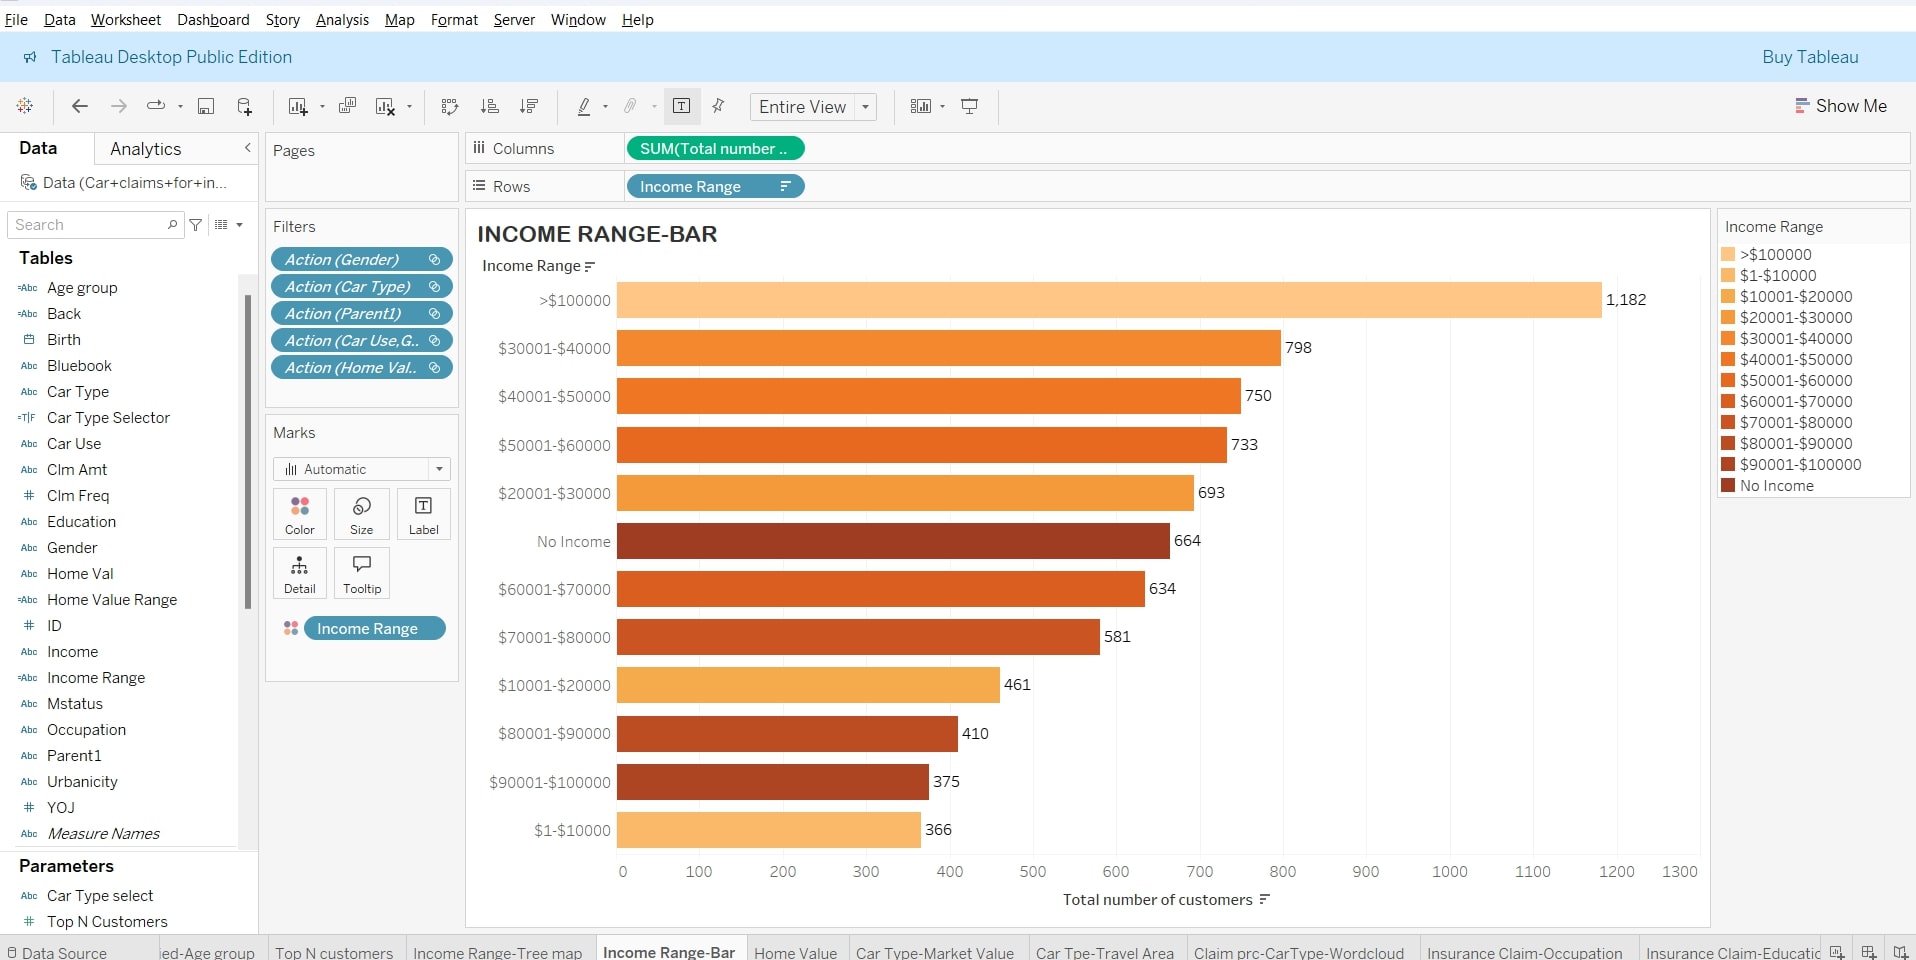 File Data Worksheet Dashboard Story Analysis Map Format Server Window Help
Tableau Desktop Public Edition
Buy Tableau
Entire View
Show Me
Data
Analytics
Data (Car+claims+for+in...
Search
Tables
=Abc Age group
=Abc Back
Birth
Abc Bluebook
Abc Car Type
=T|F Car Type Selector
Abc Car Use
Abc Clm Amt
# Clm Freq
Abc Education
Abc Gender
Abc Home Val
=Abc Home Value Range
# ID
Abc Income
=Abc Income Range
Abc Mstatus
Abc Occupation
Abc Parent1
Abc Urbanicity
# YOJ
Abc Measure Names
Parameters
Abc Car Type select
# Top N Customers
Pages
Filters
Action (Gender)
Action (Car Type)
Action (Parent1)
Action (Car Use,G..
Action (Home Val..
Marks
Automatic
Color
Size
Label
Detail
Tooltip
Income Range
Columns
SUM(Total number ..
Rows
Income Range
INCOME RANGE-BAR
Income Range
>$100000 1,182
$30001-$40000 798
$40001-$50000 750
$50001-$60000 733
$20001-$30000 693
No Income 664
$60001-$70000 634
$70001-$80000 581
$10001-$20000 461
$80001-$90000 410
$90001-$100000 375
$1-$10000 366
0 100 200 300 400 500 600 700 800 900 1000 1100 1200 1300
Total number of customers
Income Range
>$100000
$1-$10000
$10001-$20000
$20001-$30000
$30001-$40000
$40001-$50000
$50001-$60000
$60001-$70000
$70001-$80000
$80001-$90000
$90001-$100000
No Income
Data Source
ied-Age group
Top N customers
Income Range-Tree map
Income Range-Bar
Home Value
Car Type-Market Value
Car Tpe-Travel Area
Claim prc-CarType-Wordcloud
Insurance Claim-Occupation
Insurance Claim-Educatic